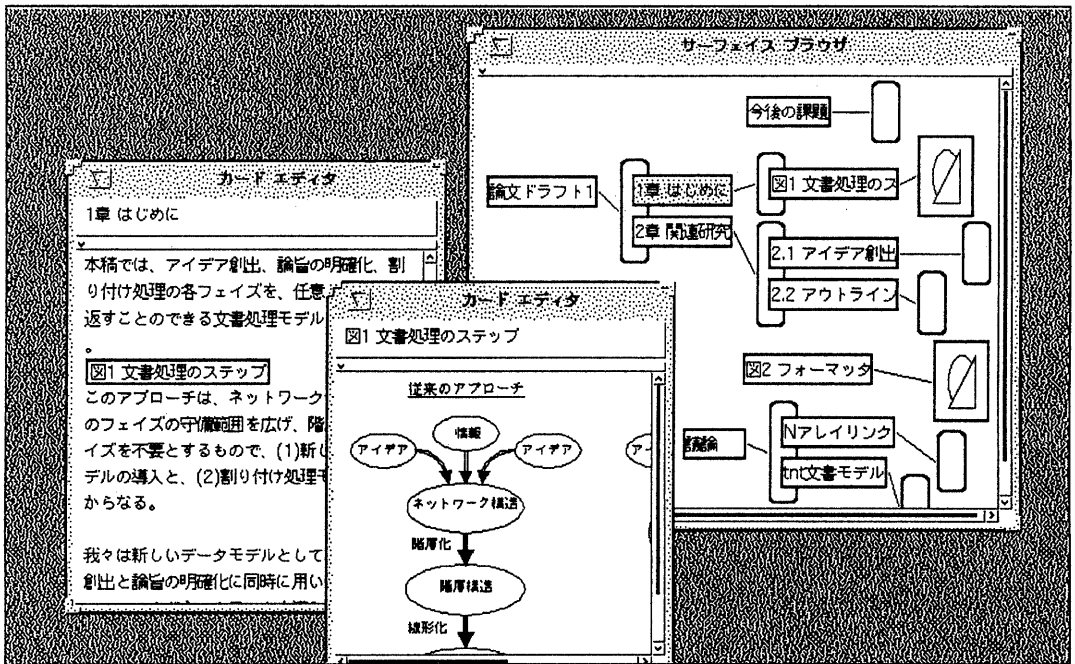 サーフェイス ブラウザ
今後の課題
論文ドラフト1
1章 はじめに
図1 文書処理のス
2章 関連研究
2.1 アイデア創出
2.2 アウトライン
図2 フォーマッタ
議論
Nアレイリンク
tnt文書モデル
カード エディタ
1章 はじめに
本稿では、アイデア創出、論旨の明確化、割
り付け処理の各フェイズを、任意
返すことのできる文書処理モデル
。
図1 文書処理のステップ
このアプローチは、ネットワーク
のフェイズの守備範囲を広げ、階
イズを不要とするもので、(1)新し
デルの導入と、(2)割り付け処理モ
からなる。
我々は新しいデータモデルとして
創出と論旨の明確化に同時に用い
カード エディタ
図1 文書処理のステップ
従来のアプローチ
情報
アイデア
アイデア
ネットワーク構造
階層化
階層構造
線形化